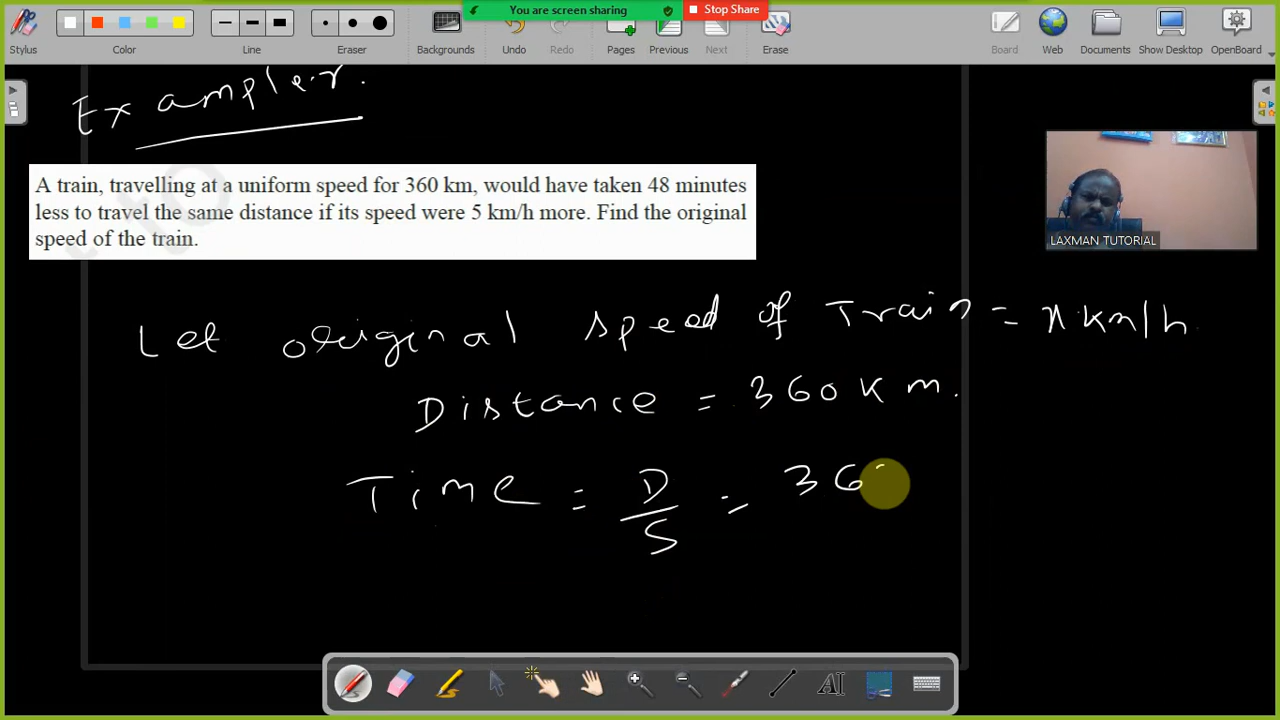 You are screen sharing Stop Share
Stylus Color Line Eraser Backgrounds Undo Redo Pages Previous Next Erase Board Web Documents Show Desktop OpenBoard
Exampler.
A train, travelling at a uniform speed for 360 km, would have taken 48 minutes
less to travel the same distance if its speed were 5 km/h more. Find the original
speed of the train.
LAXMAN TUTORIAL
Let original speed of Train = x km/h.
Distance = 360 km.
Time = D/S = 36